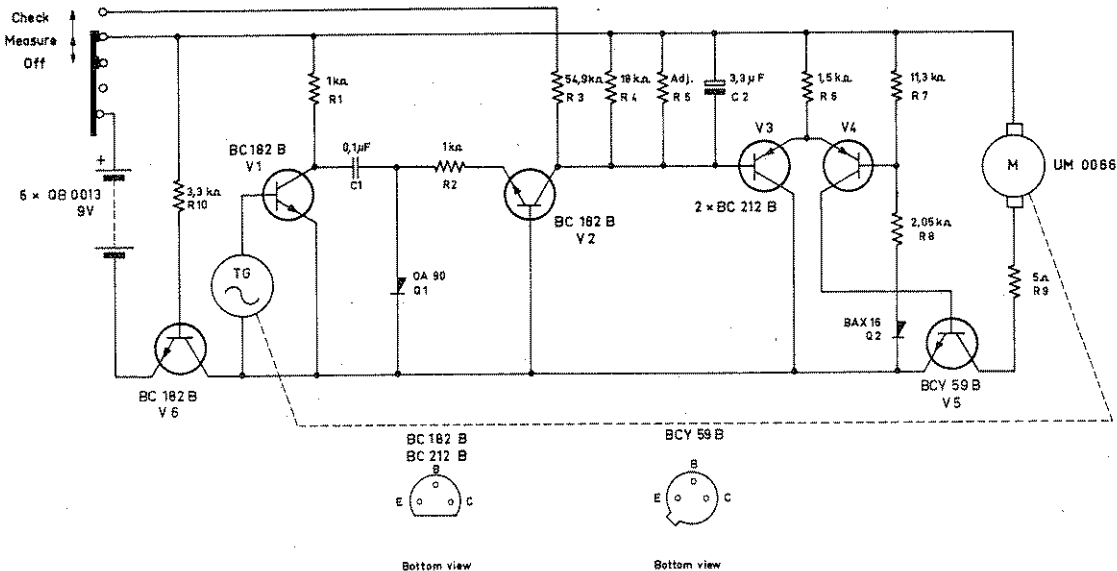 Check
Measure
Off
6 × QB 0013
9V
+
3,3 kΩ
R10
BC 182 B
V6
BC 182 B
V1
TG
1kΩ
R1
0,1µF
C1
OA 90
Q1
1kΩ
R2
BC 182 B
V2
54,9kΩ
R3
18 kΩ
R4
Adj.
R5
3,3 µF
C2
V3
2 × BC 212 B
1,5 kΩ
R6
V4
11,3 kΩ
R7
2,05kΩ
R8
BAX 16
Q2
BCY 59 B
V5
M
UM 0066
5Ω
R9
BC 182 B
BC 212 B
B
E
C
Bottom view
BCY 59 B
B
E
C
Bottom view